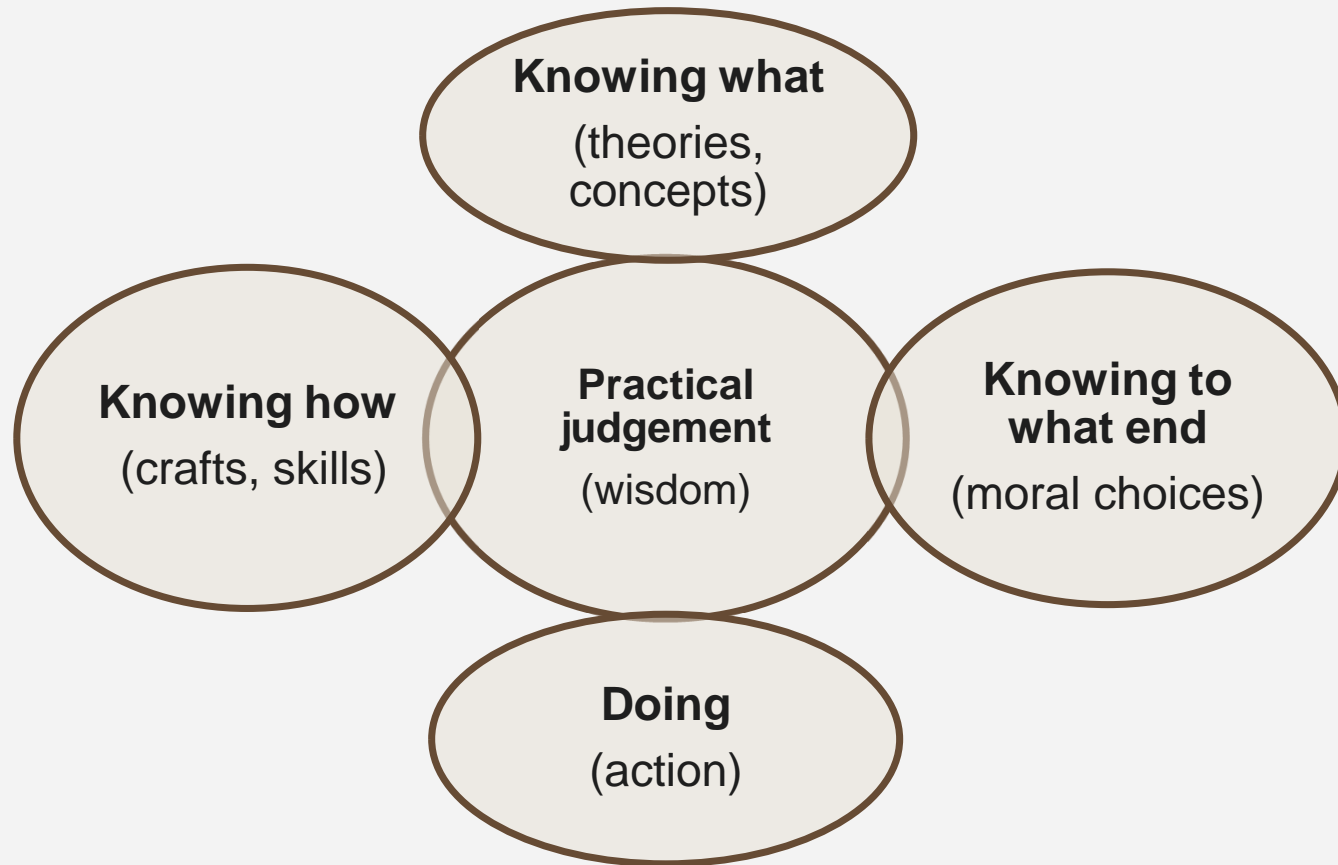 Knowing what
(theories,
concepts)
Knowing how
(crafts, skills)
Practical
judgement
(wisdom)
Knowing to
what end
(moral choices)
Doing
(action)